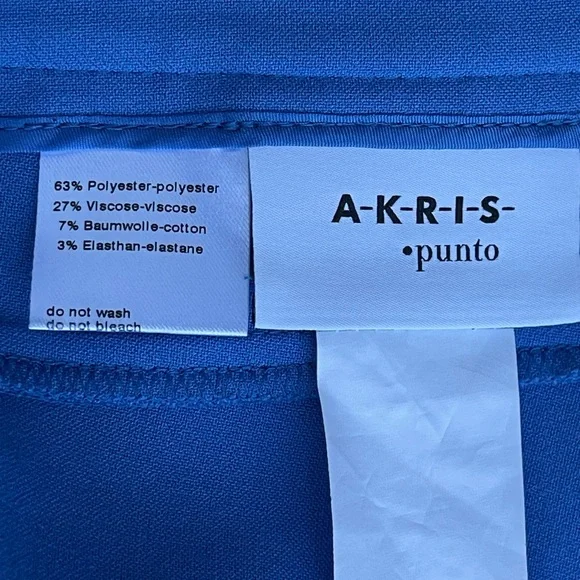 63% Polyester-polyester
27% Viscose-viscose
7% Baumwolle-cotton
3% Elasthan-elastane
do not wash
do not bleach
A-K-R-I-S-
•punto